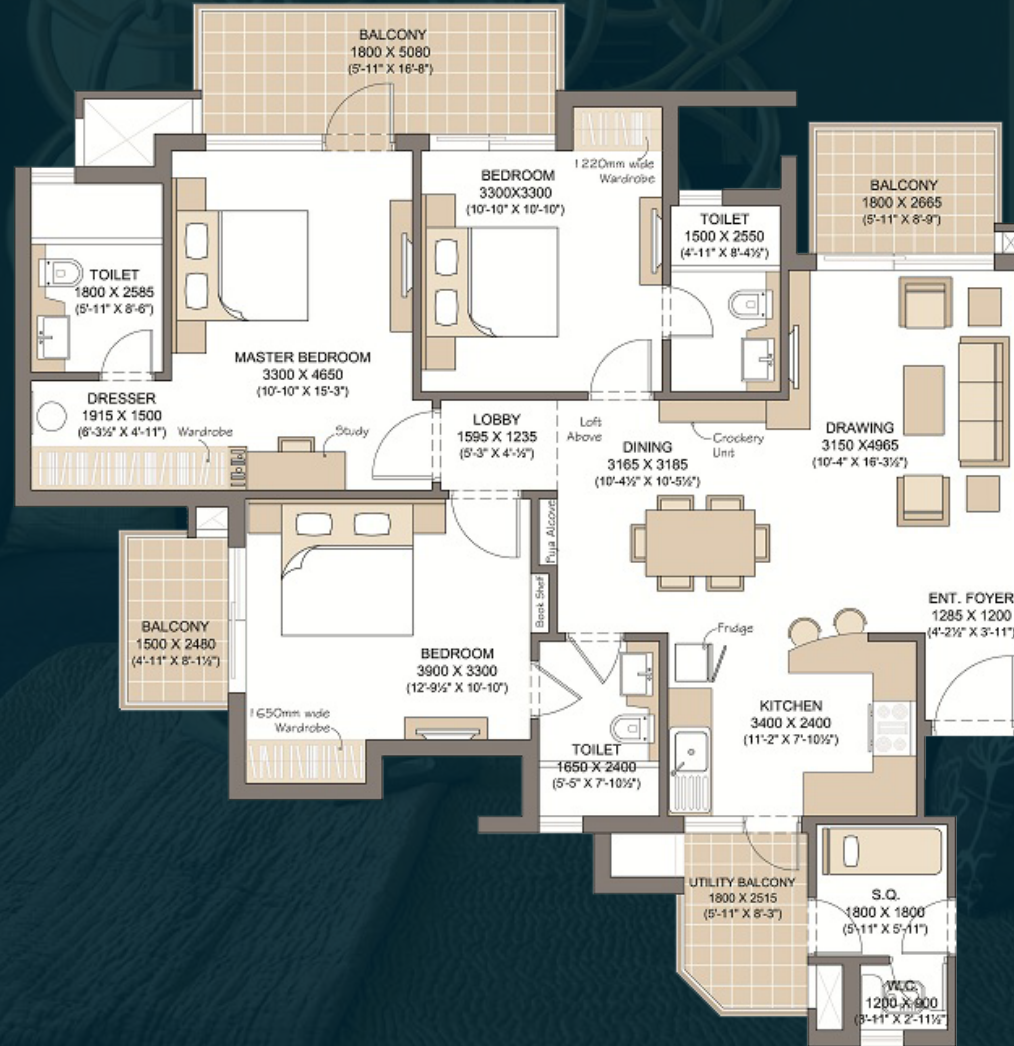 BALCONY
1800 X 5080
(5'-11" X 16'-8")
BEDROOM
3300X3300
(10'-10" X 10'-10")
1220mm wide
Wardrobe
TOILET
1500 X 2550
(4'-11" X 8'-4½")
BALCONY
1800 X 2665
(5'-11" X 8'-9")
TOILET
1800 X 2585
(5'-11" X 8'-6")
MASTER BEDROOM
3300 X 4650
(10'-10" X 15'-3")
DRESSER
1915 X 1500
(6'-3½" X 4'-11")
Wardrobe
Study
LOBBY
1595 X 1235
(5'-3" X 4'-½")
Loft
Above
DINING
3165 X 3185
(10'-4½" X 10'-5½")
Crockery
Unit
DRAWING
3150 X4965
(10'-4" X 16'-3½")
Puja Alcove
Book Shelf
BALCONY
1500 X 2480
(4'-11" X 8'-1½")
BEDROOM
3900 X 3300
(12'-9½" X 10'-10")
1650mm wide
Wardrobe
Fridge
ENT. FOYER
1285 X 1200
(4'-2½" X 3'-11")
KITCHEN
3400 X 2400
(11'-2" X 7'-10½")
TOILET
1650 X 2400
(5'-5" X 7'-10½")
UTILITY BALCONY
1800 X 2515
(5'-11" X 8'-3")
S.Q.
1800 X 1800
(5'-11" X 5'-11")
W.C.
1200 X 900
(3'-11" X 2'-11½")